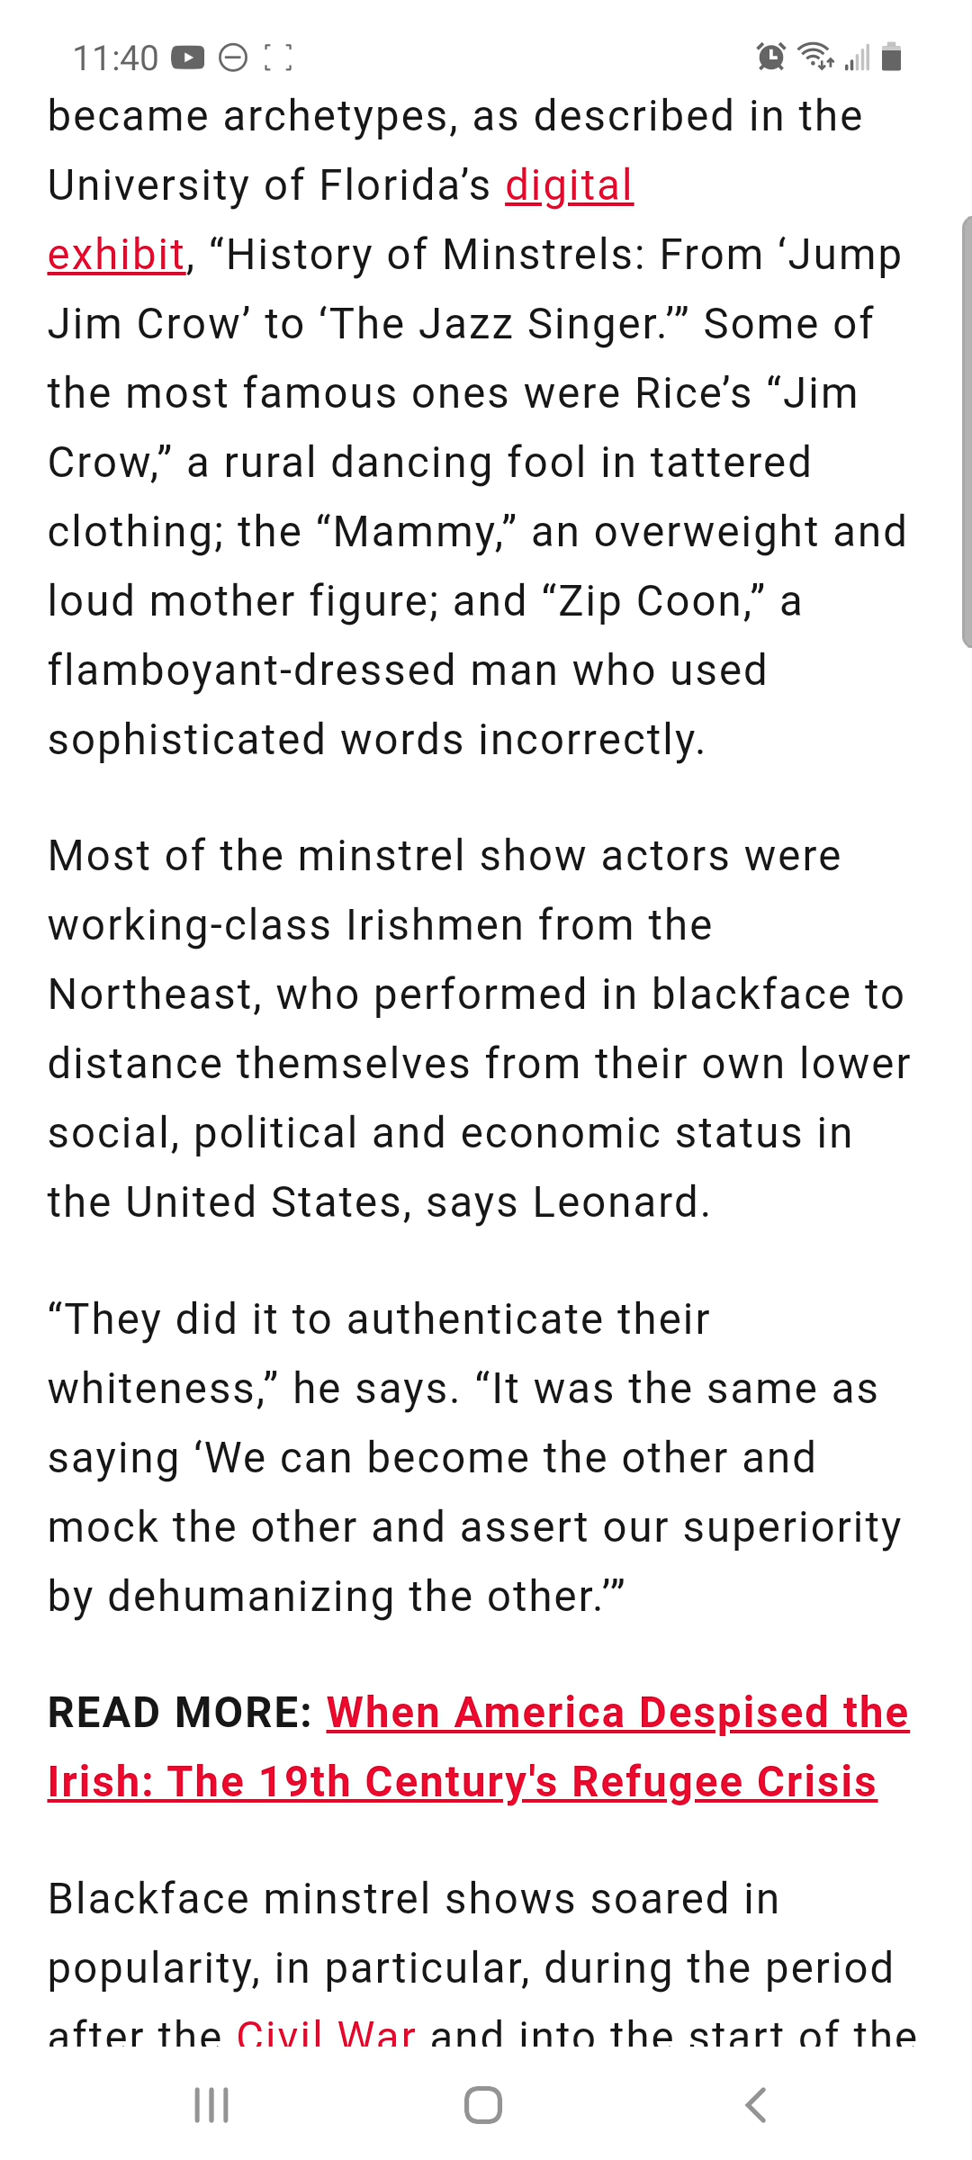 11:40
became archetypes, as described in the
University of Florida’s digital
exhibit, “History of Minstrels: From ‘Jump
Jim Crow’ to ‘The Jazz Singer.’” Some of
the most famous ones were Rice’s “Jim
Crow,” a rural dancing fool in tattered
clothing; the “Mammy,” an overweight and
loud mother figure; and “Zip Coon,” a
flamboyant-dressed man who used
sophisticated words incorrectly.
Most of the minstrel show actors were
working-class Irishmen from the
Northeast, who performed in blackface to
distance themselves from their own lower
social, political and economic status in
the United States, says Leonard.
“They did it to authenticate their
whiteness,” he says. “It was the same as
saying ‘We can become the other and
mock the other and assert our superiority
by dehumanizing the other.’”
READ MORE: When America Despised the
Irish: The 19th Century's Refugee Crisis
Blackface minstrel shows soared in
popularity, in particular, during the period
after the Civil War and into the start of the